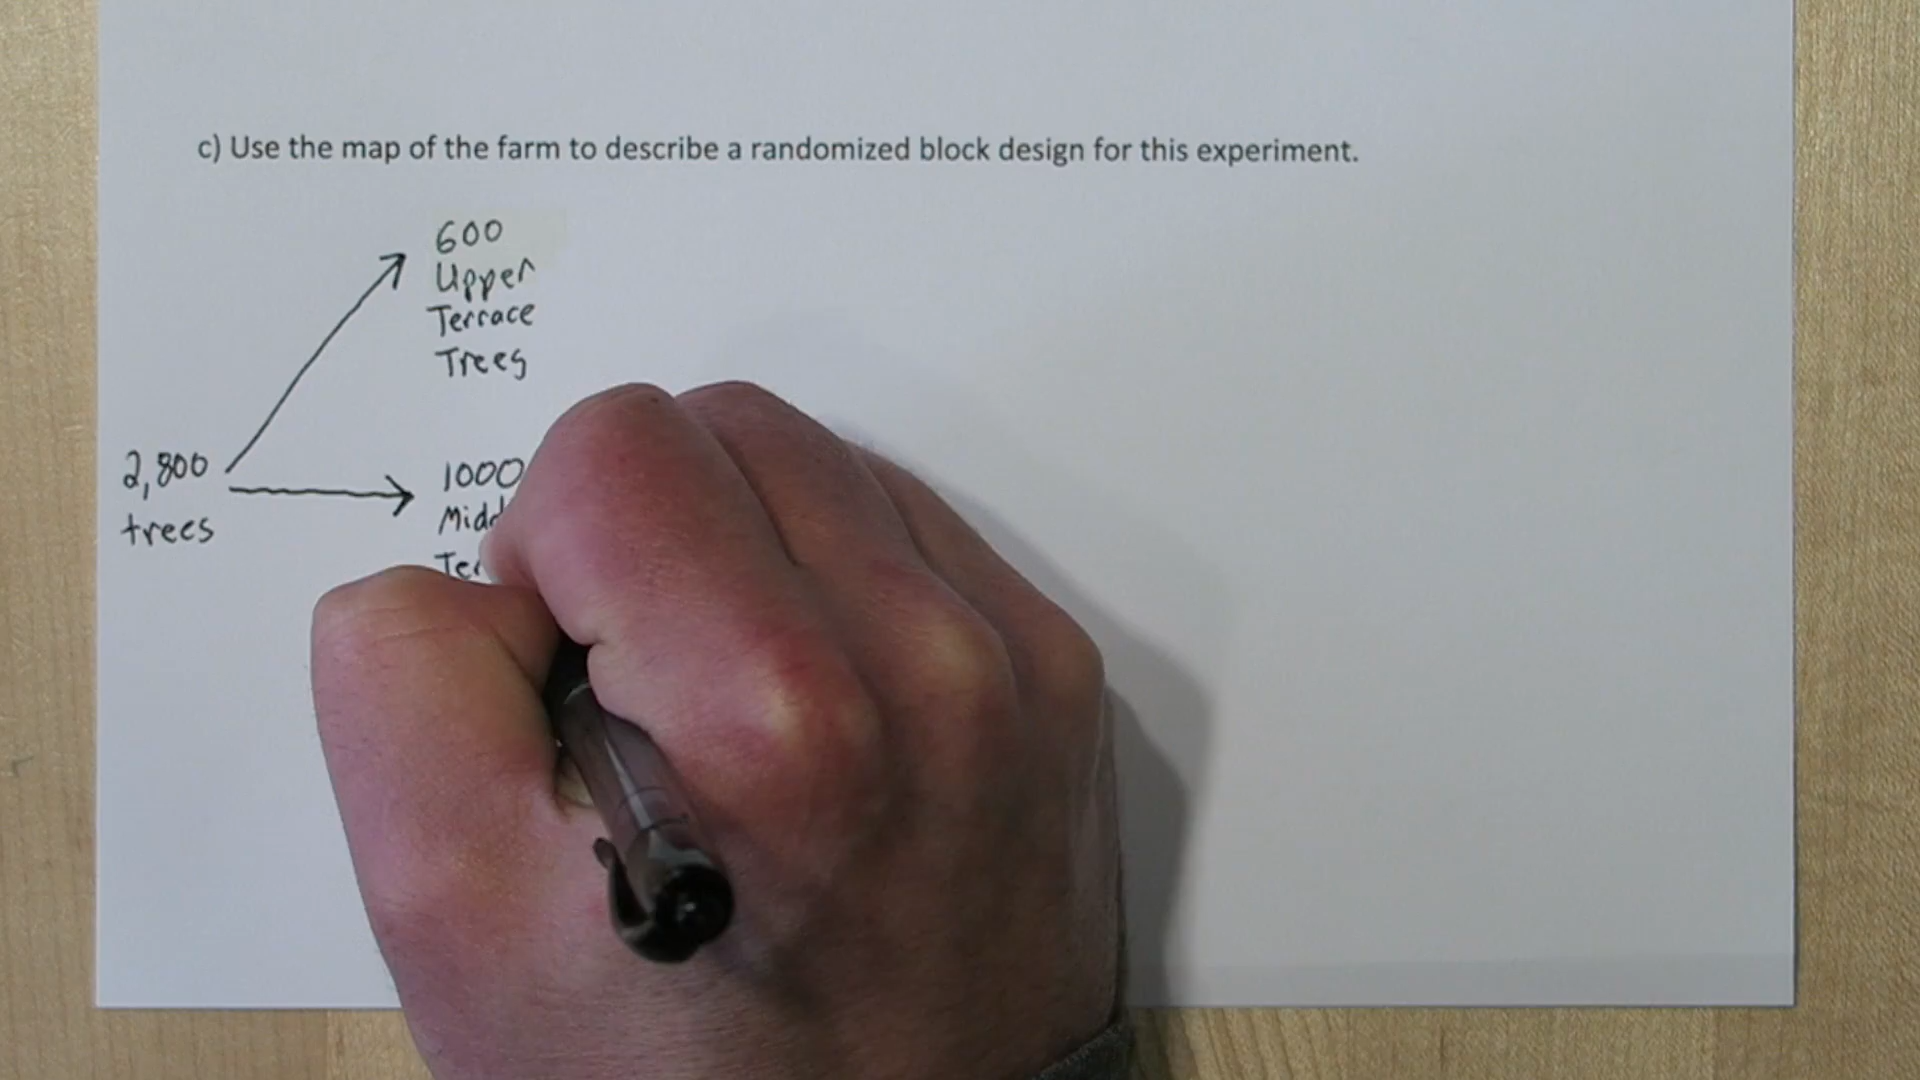 c) Use the map of the farm to describe a randomized block design for this experiment.
600
Upper
Terrace
Trees
2,800
trees
1000